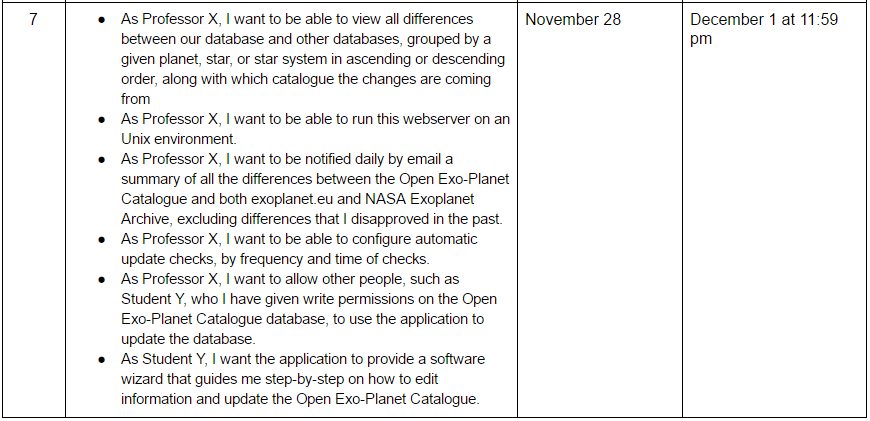 7
● As Professor X, I want to be able to view all differences
between our database and other databases, grouped by a
given planet, star, or star system in ascending or descending
order, along with which catalogue the changes are coming
from
● As Professor X, I want to be able to run this webserver on an
Unix environment.
● As Professor X, I want to be notified daily by email a
summary of all the differences between the Open Exo-Planet
Catalogue and both exoplanet.eu and NASA Exoplanet
Archive, excluding differences that I disapproved in the past.
● As Professor X, I want to be able to configure automatic
update checks, by frequency and time of checks.
● As Professor X, I want to allow other people, such as
Student Y, who I have given write permissions on the Open
Exo-Planet Catalogue database, to use the application to
update the database.
● As Student Y, I want the application to provide a software
wizard that guides me step-by-step on how to edit
information and update the Open Exo-Planet Catalogue.
November 28
December 1 at 11:59
pm